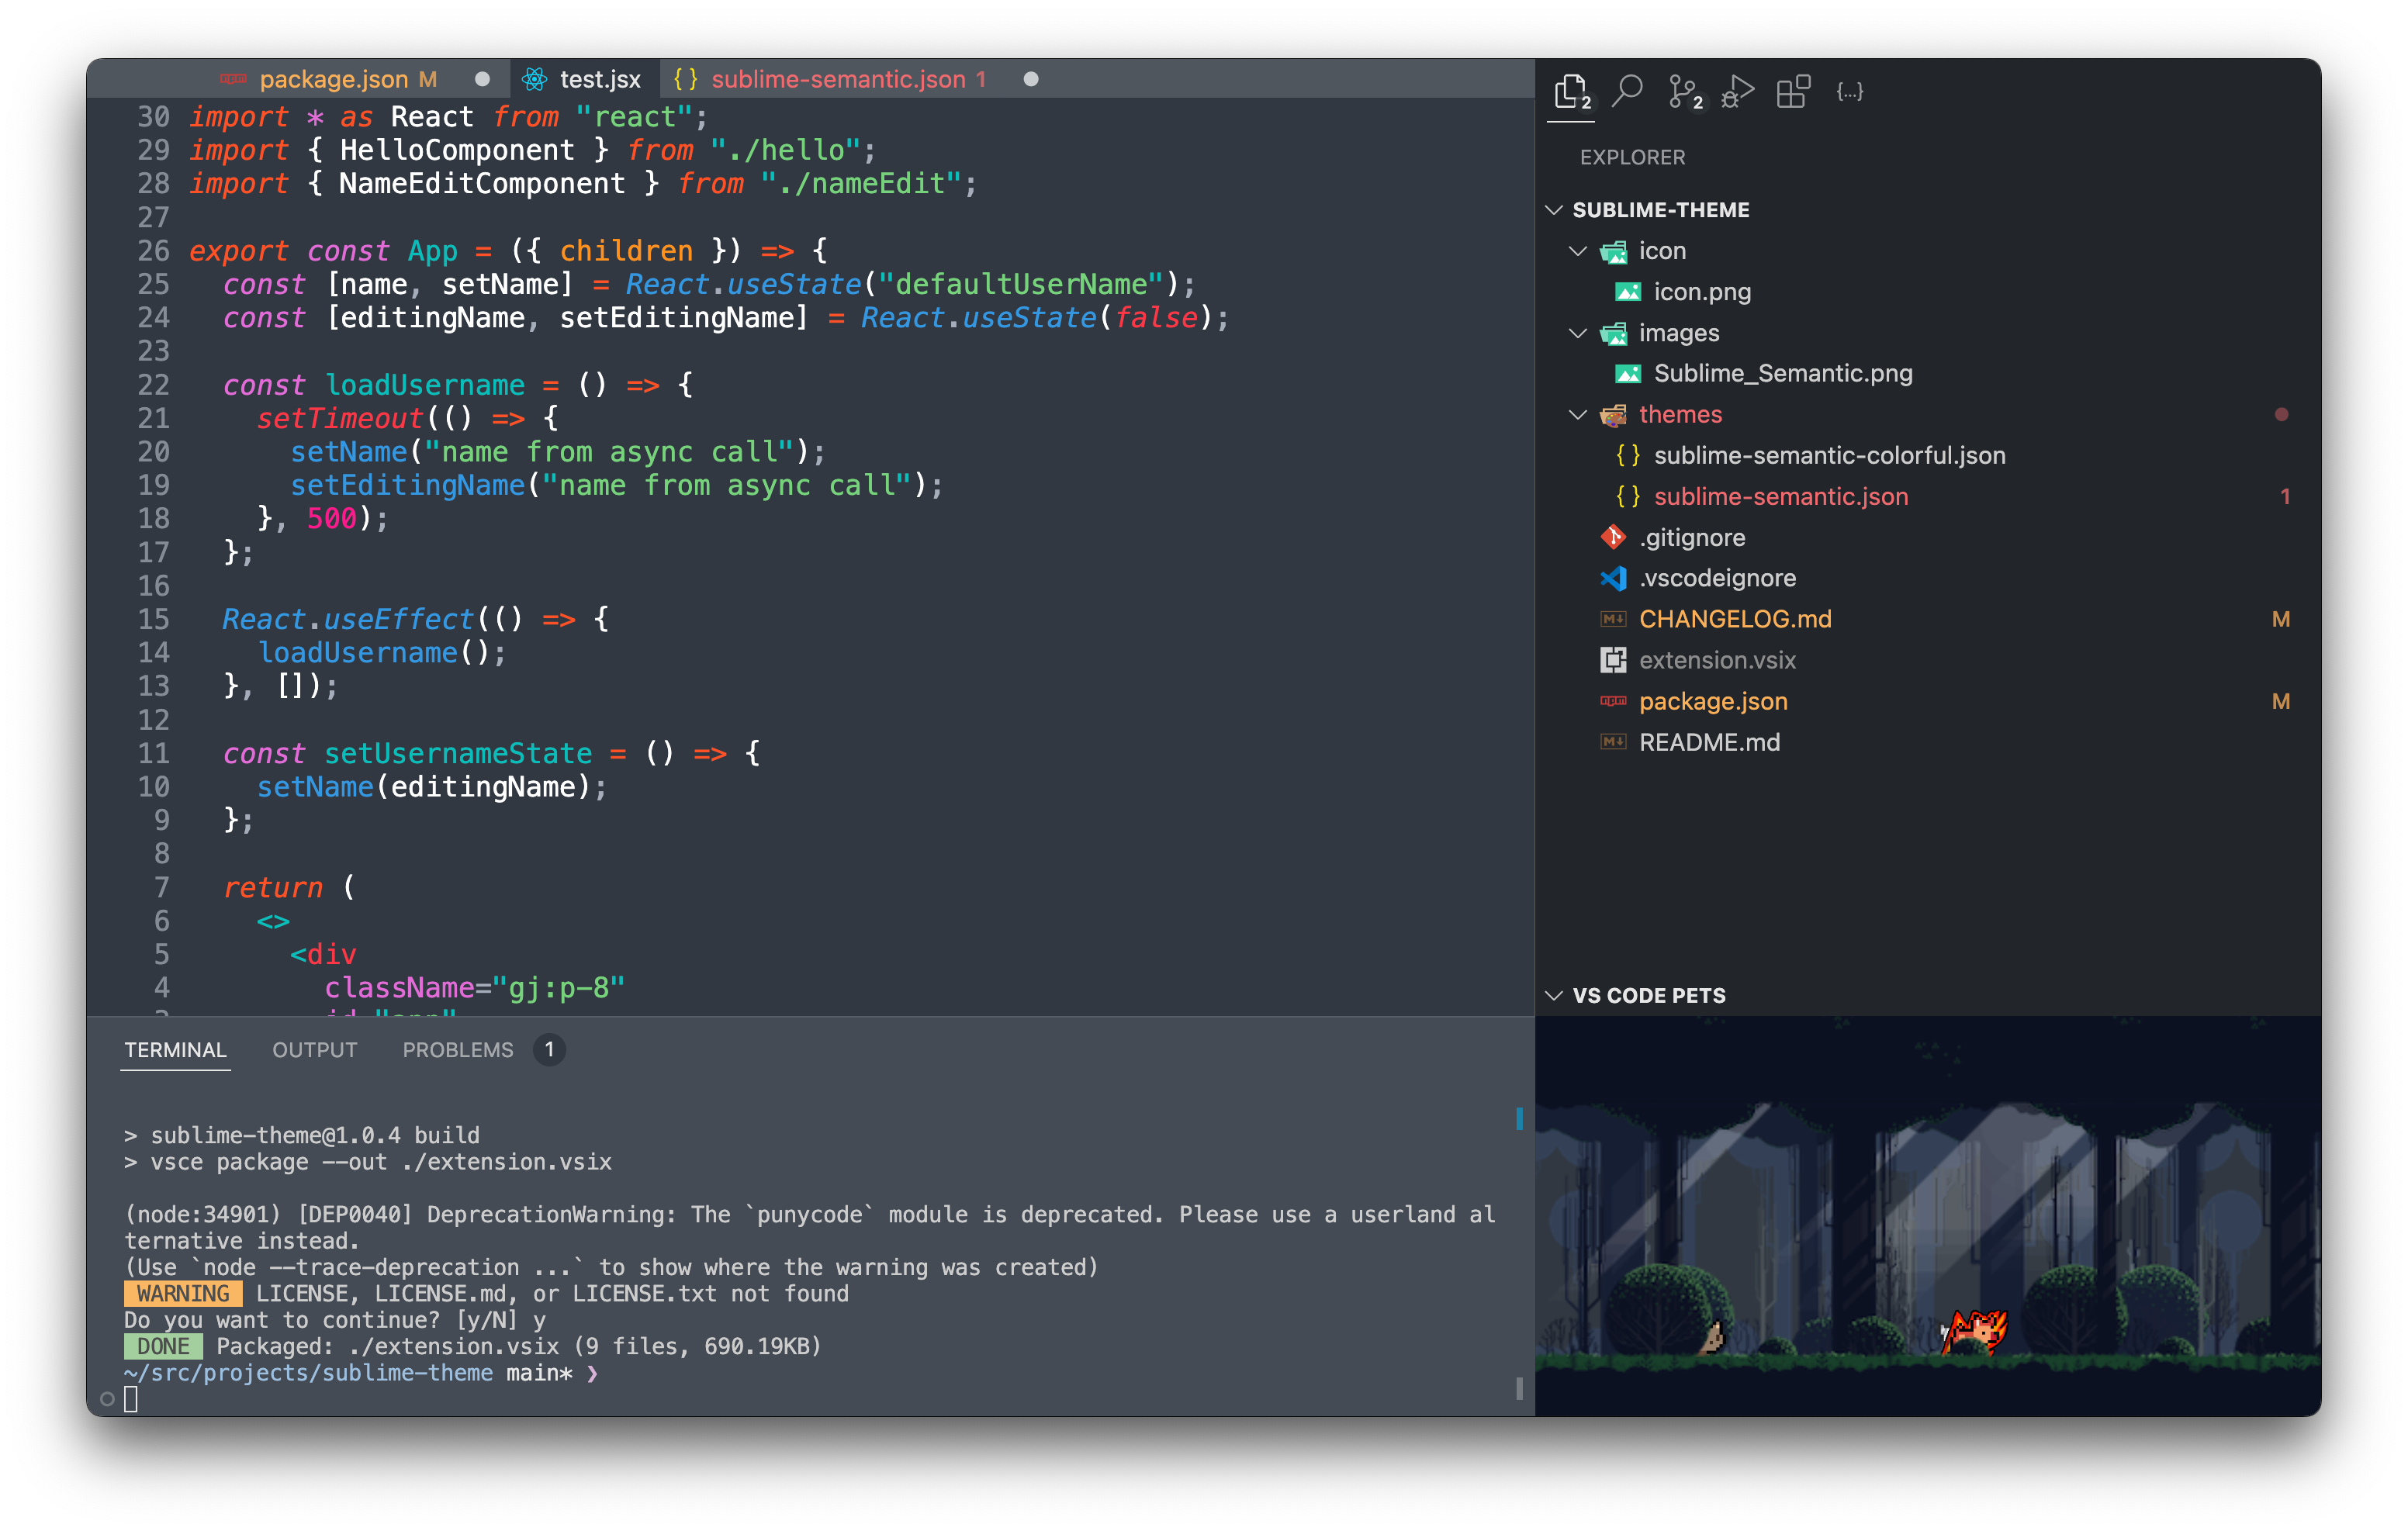 package.json M
test.jsx
sublime-semantic.json 1
30 import * as React from "react";
29 import { HelloComponent } from "./hello";
28 import { NameEditComponent } from "./nameEdit";
27
26 export const App = ({ children }) => {
25   const [name, setName] = React.useState("defaultUserName");
24   const [editingName, setEditingName] = React.useState(false);
23
22   const loadUsername = () => {
21     setTimeout(() => {
20       setName("name from async call");
19       setEditingName("name from async call");
18     }, 500);
17   };
16
15   React.useEffect(() => {
14     loadUsername();
13   }, []);
12
11   const setUsernameState = () => {
10     setName(editingName);
9   };
8
7   return (
6     <>
5       <div
4         className="gj:p-8"
TERMINAL OUTPUT PROBLEMS 1
> sublime-theme@1.0.4 build
> vsce package --out ./extension.vsix
(node:34901) [DEP0040] DeprecationWarning: The `punycode` module is deprecated. Please use a userland al
ternative instead.
(Use `node --trace-deprecation ...` to show where the warning was created)
WARNING LICENSE, LICENSE.md, or LICENSE.txt not found
Do you want to continue? [y/N] y
DONE Packaged: ./extension.vsix (9 files, 690.19KB)
~/src/projects/sublime-theme main* ❯
2
2
{...}
EXPLORER
SUBLIME-THEME
icon
icon.png
images
Sublime_Semantic.png
themes
{ } sublime-semantic-colorful.json
{ } sublime-semantic.json 1
.gitignore
.vscodeignore
CHANGELOG.md M
extension.vsix
package.json M
README.md
VS CODE PETS